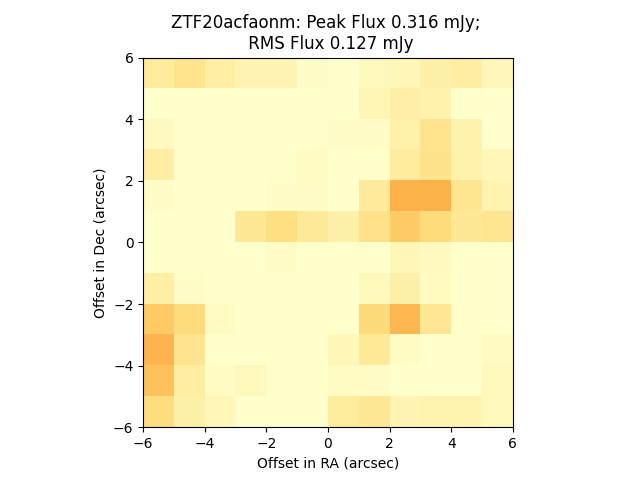 ZTF20acfaonm: Peak Flux 0.316 mJy;
RMS Flux 0.127 mJy
6
4
2
0
−2
−4
−6
Offset in Dec (arcsec)
−6 −4 −2 0 2 4 6
Offset in RA (arcsec)